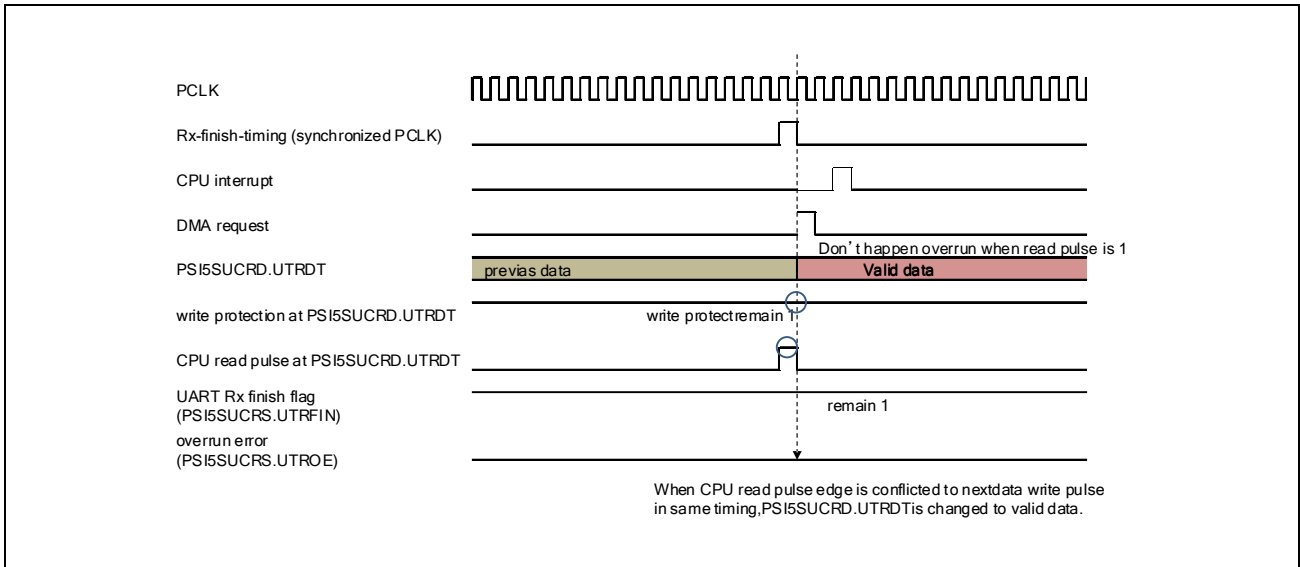 PCLK
Rx-finish-timing (synchronized PCLK)
CPU interrupt
DMA request
Don’t happen overrun when read pulse is 1
PSI5SUCRD.UTRDT
previas data
Valid data
write protection at PSI5SUCRD.UTRDT
write protectremain 1
CPU read pulse at PSI5SUCRD.UTRDT
UART Rx finish flag
(PSI5SUCRS.UTRFIN)
remain 1
overrun error
(PSI5SUCRS.UTROE)
When CPU read pulse edge is conflicted to nextdata write pulse
in same timing,PSI5SUCRD.UTRDTis changed to valid data.